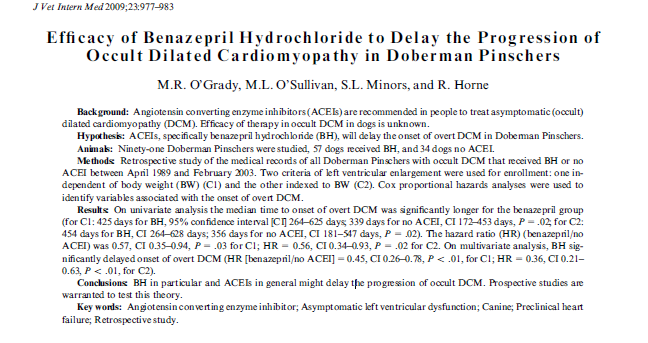 J Vet Intern Med 2009;23:977–983
Efficacy of Benazepril Hydrochloride to Delay the Progression of
Occult Dilated Cardiomyopathy in Doberman Pinschers
M.R. O'Grady, M.L. O'Sullivan, S.L. Minors, and R. Horne
Background: Angiotensin converting enzyme inhibitors (ACEIs) are recommended in people to treat asymptomatic (occult)
dilated cardiomyopathy (DCM). Efficacy of therapy in occult DCM in dogs is unknown.
Hypothesis: ACEIs, specifically benazepril hydrochloride (BH), will delay the onset of overt DCM in Doberman Pinschers.
Animals: Ninety-one Doberman Pinschers were studied, 57 dogs received BH, and 34 dogs no ACEI.
Methods: Retrospective study of the medical records of all Doberman Pinschers with occult DCM that received BH or no
ACEI between April 1989 and February 2003. Two criteria of left ventricular enlargement were used for enrollment: one in-
dependent of body weight (BW) (C1) and the other indexed to BW (C2). Cox proportional hazards analyses were used to
identify variables associated with the onset of overt DCM.
Results: On univariate analysis the median time to onset of overt DCM was significantly longer for the benazepril group
(for C1: 425 days for BH, 95% confidence interval [CI] 264–625 days; 339 days for no ACEI, CI 172–453 days, P = .02; for C2:
454 days for BH, CI 264–628 days; 356 days for no ACEI, CI 181–547 days, P = .02). The hazard ratio (HR) (benazepril/no
ACEI) was 0.57, CI 0.35–0.94, P = .03 for C1; HR = 0.56, CI 0.34–0.93, P = .02 for C2. On multivariate analysis, BH sig-
nificantly delayed onset of overt DCM (HR [benazepril/no ACEI] = 0.45, CI 0.26–0.78, P < .01, for C1; HR = 0.36, CI 0.21–
0.63, P < .01, for C2).
Conclusions: BH in particular and ACEIs in general might delay the progression of occult DCM. Prospective studies are
warranted to test this theory.
Key words: Angiotensin converting enzyme inhibitor; Asymptomatic left ventricular dysfunction; Canine; Preclinical heart
failure; Retrospective study.